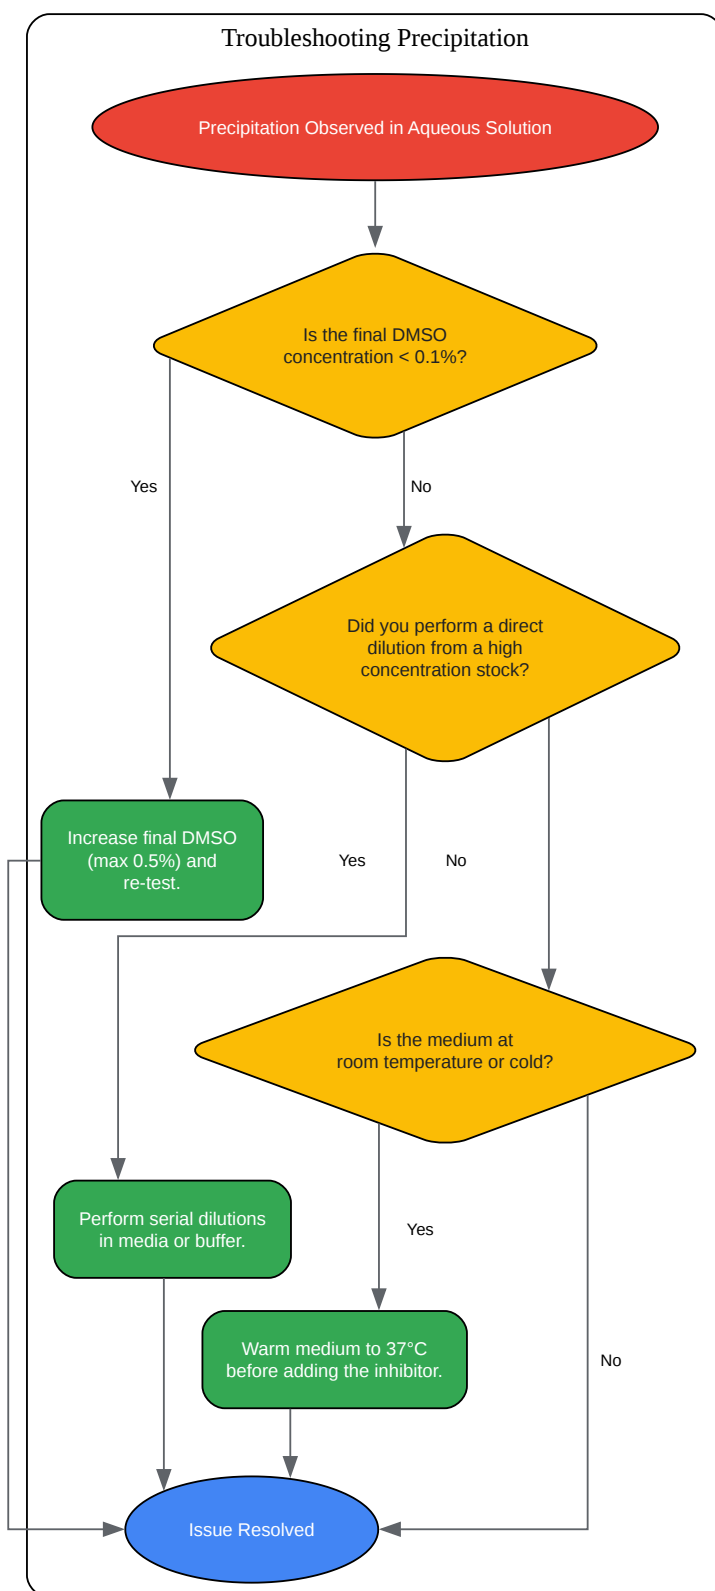 Troubleshooting Precipitation
Precipitation Observed in Aqueous Solution
Is the final DMSO
concentration < 0.1%?
Yes
No
Did you perform a direct
dilution from a high
concentration stock?
Increase final DMSO
(max 0.5%) and
re-test.
Yes
No
Is the medium at
room temperature or cold?
Perform serial dilutions
in media or buffer.
Yes
Warm medium to 37°C
before adding the inhibitor.
No
Issue Resolved